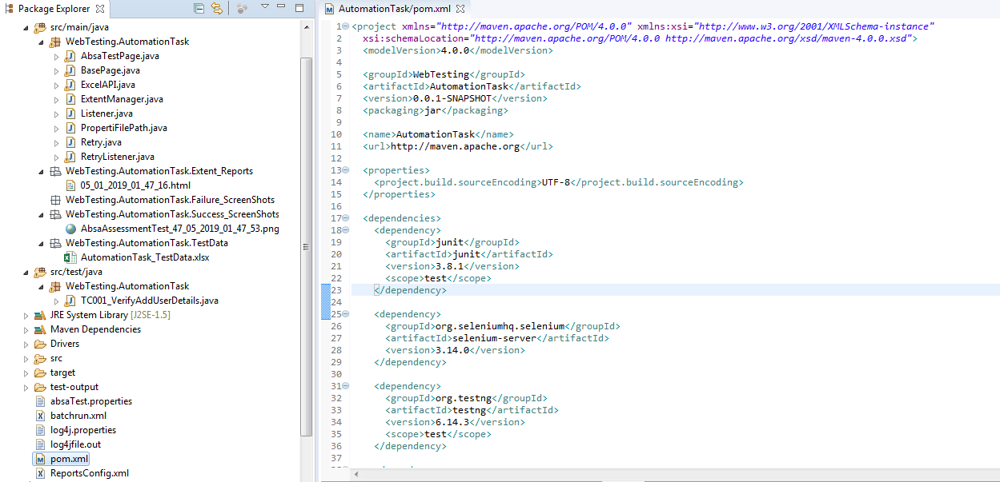 Package Explorer
src/main/java
WebTesting.AutomationTask
AbsaTestPage.java
BasePage.java
ExcelAPI.java
ExtentManager.java
Listener.java
PropertiFilePath.java
Retry.java
RetryListener.java
WebTesting.AutomationTask.Extent_Reports
05_01_2019_01_47_16.html
WebTesting.AutomationTask.Failure_ScreenShots
WebTesting.AutomationTask.Success_ScreenShots
AbsaAssessmentTest_47_05_2019_01_47_53.png
WebTesting.AutomationTask.TestData
AutomationTask_TestData.xlsx
src/test/java
WebTesting.AutomationTask
TC001_VerifyAddUserDetails.java
JRE System Library [J2SE-1.5]
Maven Dependencies
Drivers
src
target
test-output
absaTest.properties
batchrun.xml
log4j.properties
log4jfile.out
pom.xml
ReportsConfig.xml
AutomationTask/pom.xml
1 <project xmlns="http://maven.apache.org/POM/4.0.0" xmlns:xsi="http://www.w3.org/2001/XMLSchema-instance"
2 xsi:schemaLocation="http://maven.apache.org/POM/4.0.0 http://maven.apache.org/xsd/maven-4.0.0.xsd">
3 <modelVersion>4.0.0</modelVersion>
4
5 <groupId>WebTesting</groupId>
6 <artifactId>AutomationTask</artifactId>
7 <version>0.0.1-SNAPSHOT</version>
8 <packaging>jar</packaging>
9
10 <name>AutomationTask</name>
11 <url>http://maven.apache.org</url>
12
13 <properties>
14 <project.build.sourceEncoding>UTF-8</project.build.sourceEncoding>
15 </properties>
16
17 <dependencies>
18 <dependency>
19 <groupId>junit</groupId>
20 <artifactId>junit</artifactId>
21 <version>3.8.1</version>
22 <scope>test</scope>
23 </dependency>
24
25 <dependency>
26 <groupId>org.seleniumhq.selenium</groupId>
27 <artifactId>selenium-server</artifactId>
28 <version>3.14.0</version>
29 </dependency>
30
31 <dependency>
32 <groupId>org.testng</groupId>
33 <artifactId>testng</artifactId>
34 <version>6.14.3</version>
35 <scope>test</scope>
36 </dependency>
37